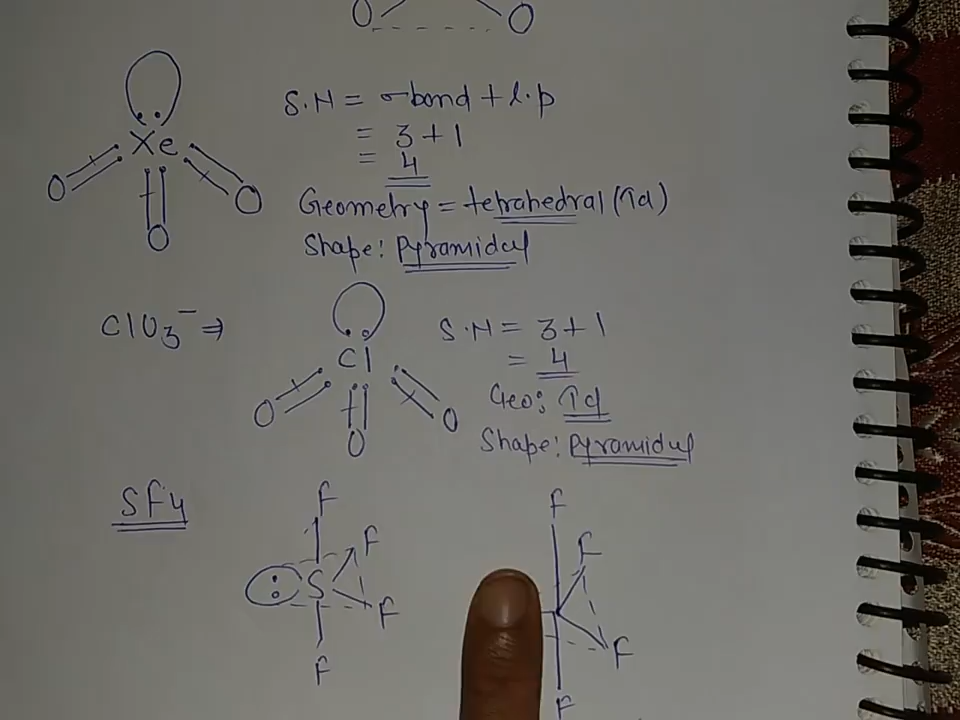 O O
S.N = σ bond + l.p
= 3 + 1
= 4
Xe
O O
O
Geometry = tetrahedral (Td)
Shape: Pyramidal
ClO3⁻ ⇒
S.N = 3 + 1
= 4
Cl
O O
O
Geo: Td
Shape: Pyramidal
SF4
F
F
S
F
F
F
F
F
F